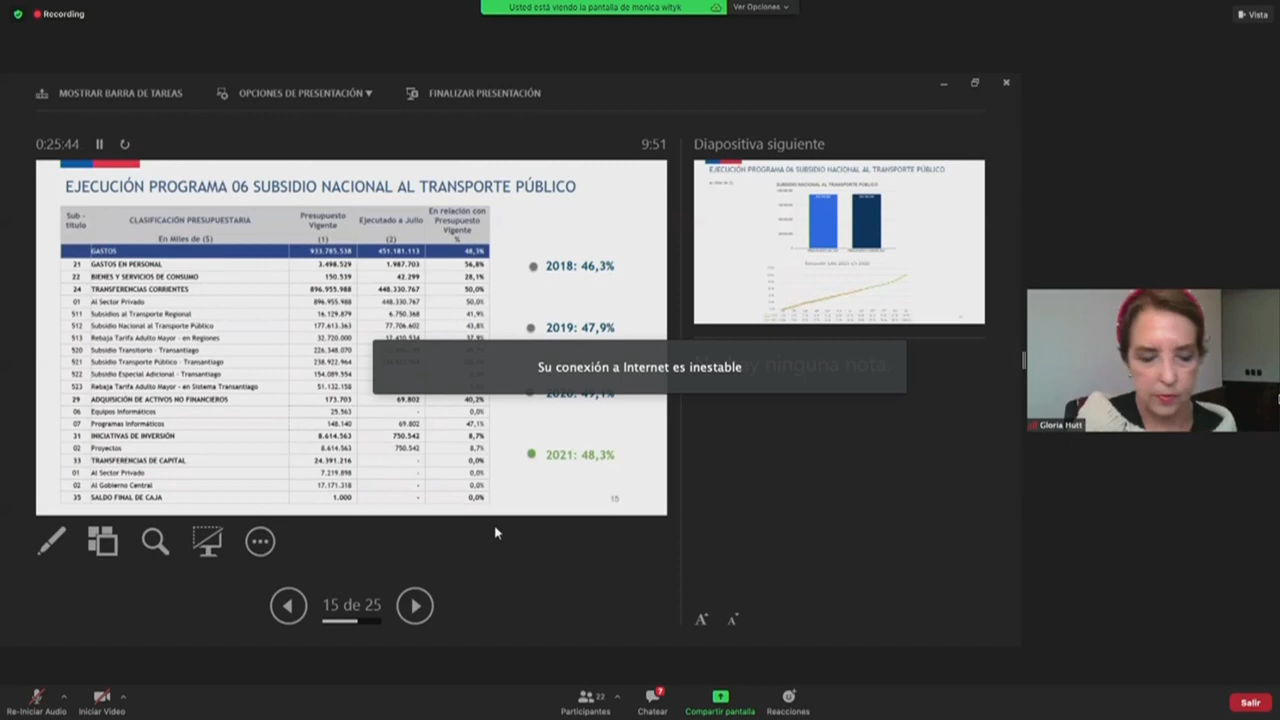 Recording
Usted está viendo la pantalla de monica wityk
Ver Opciones
Vista
MOSTRAR BARRA DE TAREAS
OPCIONES DE PRESENTACIÓN
FINALIZAR PRESENTACIÓN
0:25:44
9:51
Diapositiva siguiente
EJECUCIÓN PROGRAMA 06 SUBSIDIO NACIONAL AL TRANSPORTE PÚBLICO
Sub - título CLASIFICACIÓN PRESUPUESTARIA Presupuesto Vigente Ejecutado a Julio En relación con Presupuesto Vigente
En Miles de ($) (1) (2) %
GASTOS 933.785.538 451.181.113 48,3%
21 GASTOS EN PERSONAL 3.498.529 1.987.703 56,8%
22 BIENES Y SERVICIOS DE CONSUMO 150.539 42.299 28,1%
24 TRANSFERENCIAS CORRIENTES 896.955.988 448.330.767 50,0%
01 Al Sector Privado 896.955.988 448.330.767 50,0%
511 Subsidios al Transporte Regional 16.129.879 6.750.368 41,9%
512 Subsidio Nacional al Transporte Público 177.613.363 77.706.602 43,8%
513 Rebaja Tarifa Adulto Mayor - en Regiones 32.720.000
520 Subsidio Transitorio - Transantiago 226.348.070
521 Subsidio Transporte Público - Transantiago 238.922.964
522 Subsidio Especial Adicional - Transantiago 154.089.554
523 Rebaja Tarifa Adulto Mayor - en Sistema Transantiago 51.132.158
29 ADQUISICIÓN DE ACTIVOS NO FINANCIEROS 173.703 69.802 40,2%
06 Equipos Informáticos 25.563 - 0,0%
07 Programas Informáticos 148.140 69.802 47,1%
31 INICIATIVAS DE INVERSIÓN 8.614.563 750.542 8,7%
02 Proyectos 8.614.563 750.542 8,7%
33 TRANSFERENCIAS DE CAPITAL 24.391.216 - 0,0%
01 Al Sector Privado 7.219.898 - 0,0%
02 Al Gobierno Central 17.171.318 - 0,0%
35 SALDO FINAL DE CAJA 1.000 - 0,0%
2018: 46,3%
2019: 47,9%
2020: 49,1%
2021: 48,3%
15
EJECUCIÓN PROGRAMA 06 SUBSIDIO NACIONAL AL TRANSPORTE PÚBLICO
SUBSIDIO NACIONAL AL TRANSPORTE PÚBLICO
Su conexión a Internet es inestable
ninguna nota.
Gloria Hutt
15 de 25
Re-Iniciar Audio
Iniciar Video
22
Participantes
7
Chatear
Compartir pantalla
Reacciones
Salir